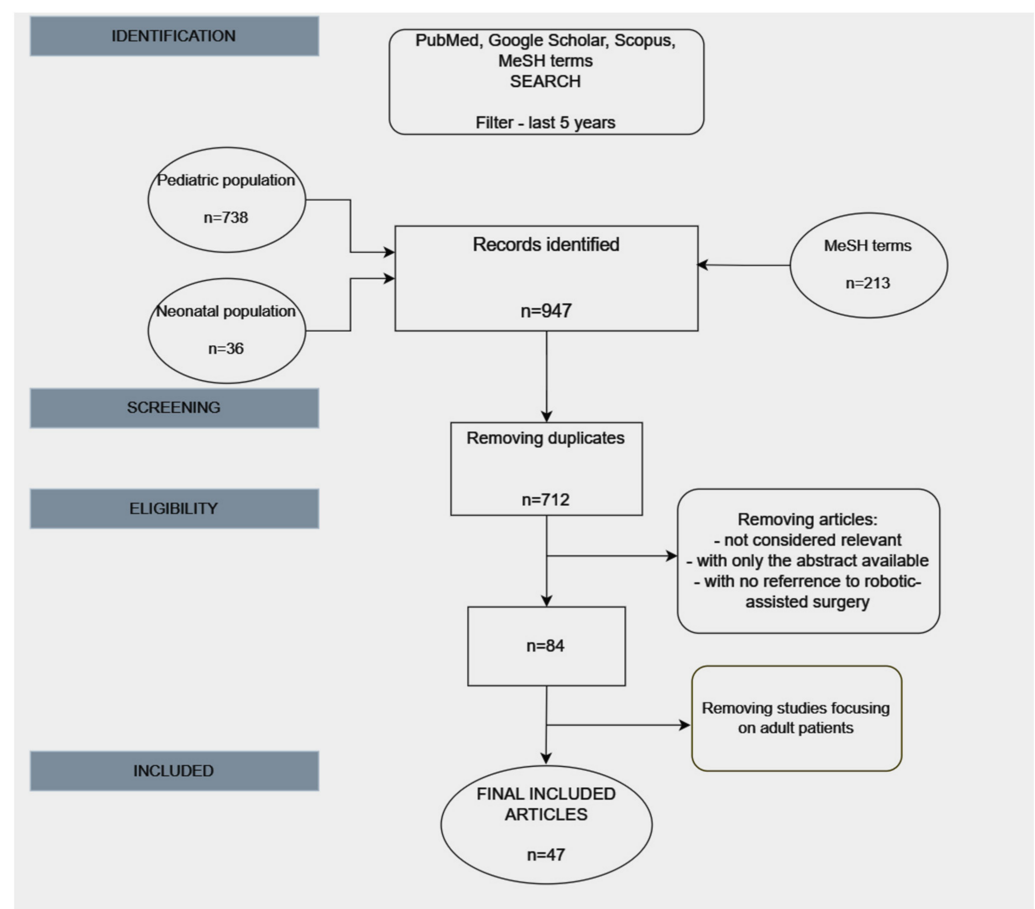 IDENTIFICATION
PubMed, Google Scholar, Scopus,
MeSH terms
SEARCH
Filter - last 5 years
Pediatric population
n=738
Neonatal population
n=36
Records identified
n=947
MeSH terms
n=213
SCREENING
Removing duplicates
n=712
ELIGIBILITY
Removing articles:
- not considered relevant
- with only the abstract available
- with no referrence to robotic-
assisted surgery
n=84
Removing studies focusing
on adult patients
INCLUDED
FINAL INCLUDED
ARTICLES
n=47